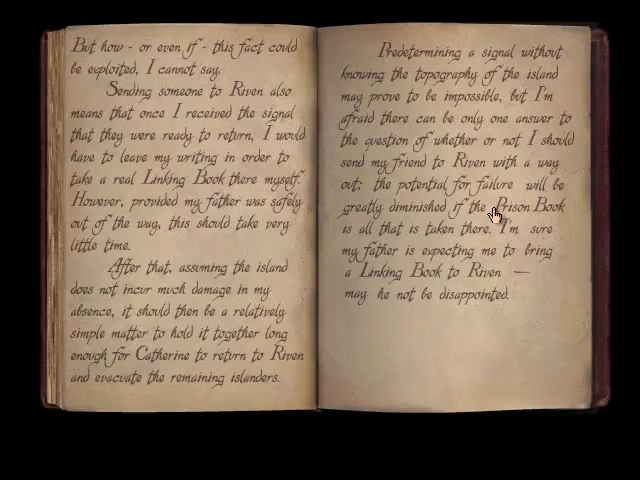 But how - or even if - this fact could
be exploited, I cannot say.
Sending someone to Riven also
means that once I received the signal
that they were ready to return, I would
have to leave my writing in order to
take a real Linking Book there myself.
However, provided my father was safely
out of the way, this should take very
little time.
After that, assuming the island
does not incur much damage in my
absence, it should then be a relatively
simple matter to hold it together long
enough for Catherine to return to Riven
and evacuate the remaining islanders.
Predetermining a signal without
knowing the topography of the island
may prove to be impossible, but I'm
afraid there can be only one answer to
the question of whether or not I should
send my friend to Riven with a way
out; the potential for failure will be
greatly diminished if the Prison Book
is all that is taken there. I'm sure
my father is expecting me to bring
a Linking Book to Riven —
may he not be disappointed.